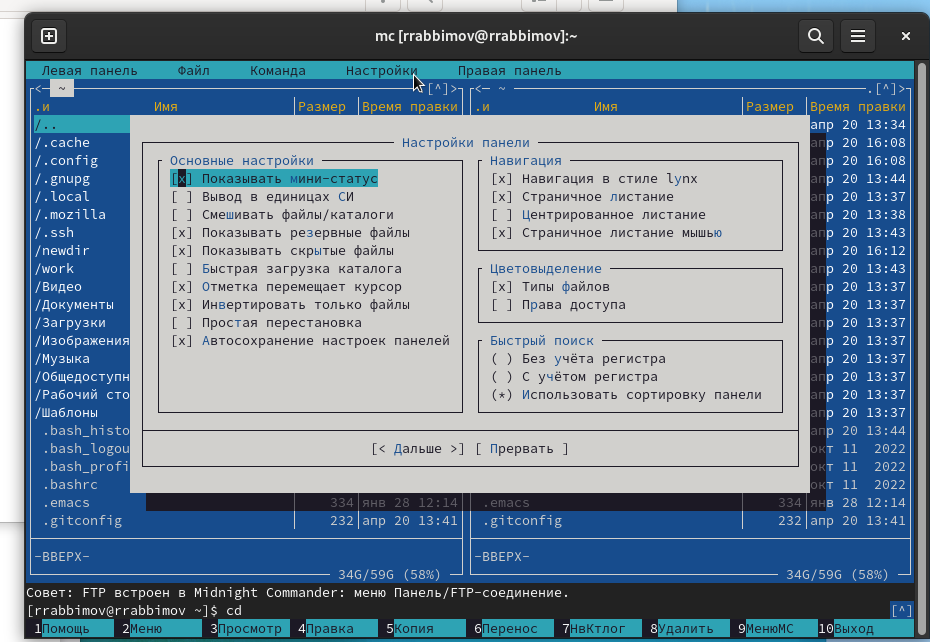 mc [rrabbimov@rrabbimov]:~
Левая панель Файл Команда Настройки Правая панель
<— ~ .[^]> <— ~ .[^]>
.и Имя Размер Время правки .и Имя Размер Время правки
/.. апр 20 13:34
Настройки панели
/.cache апр 20 16:08
Основные настройки Навигация
/.config апр 20 16:08
[x] Показывать мини-статус [x] Навигация в стиле lynx
/.gnupg апр 20 13:44
[ ] Вывод в единицах СИ [x] Страничное листание
/.local апр 20 13:37
[ ] Смешивать файлы/каталоги [ ] Центрированное листание
/.mozilla апр 20 13:38
[x] Показывать резервные файлы [x] Страничное листание мышью
/.ssh апр 20 13:43
[x] Показывать скрытые файлы
/newdir апр 20 16:12
[ ] Быстрая загрузка каталога Цветовыделение
/work апр 20 13:43
[x] Отметка перемещает курсор [x] Типы файлов
/Видео апр 20 13:37
[x] Инвертировать только файлы [ ] Права доступа
/Документы апр 20 13:37
[ ] Простая перестановка
/Загрузки апр 20 13:37
[x] Автосохранение настроек панелей Быстрый поиск
/Изображения апр 20 13:37
( ) Без учёта регистра
/Музыка апр 20 13:37
( ) С учётом регистра
/Общедоступн апр 20 13:37
(*) Использовать сортировку панели
/Рабочий сто апр 20 13:37
/Шаблоны апр 20 13:37
.bash_histo апр 20 13:44
[< Дальше >] [ Прервать ]
.bash_logou окт 11 2022
.bash_profi окт 11 2022
.bashrc окт 11 2022
.emacs 334 янв 28 12:14 .emacs 334 янв 28 12:14
.gitconfig 232 апр 20 13:41 .gitconfig 232 апр 20 13:41
-ВВЕРХ- -ВВЕРХ-
34G/59G (58%) 34G/59G (58%)
Совет: FTP встроен в Midnight Commander: меню Панель/FTP-соединение.
[rrabbimov@rrabbimov ~]$ cd [^]
1Помощь 2Меню 3Просмотр 4Правка 5Копия 6Перенос 7НвКтлог 8Удалить 9МенюMC 10Выход